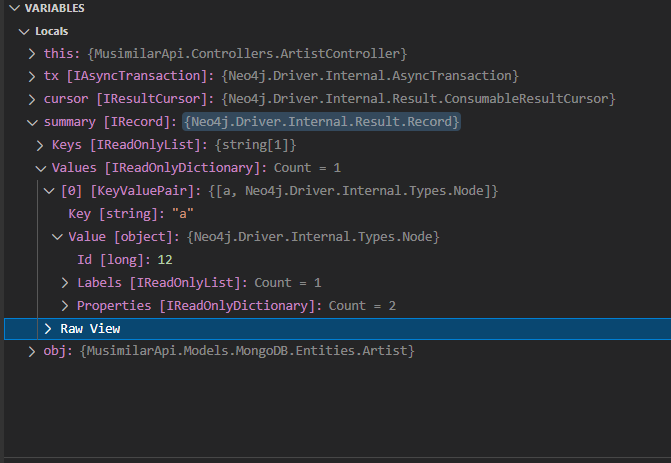 VARIABLES
Locals
this: {MusimilarApi.Controllers.ArtistController}
tx [IAsyncTransaction]: {Neo4j.Driver.Internal.AsyncTransaction}
cursor [IResultCursor]: {Neo4j.Driver.Internal.Result.ConsumableResultCursor}
summary [IRecord]: {Neo4j.Driver.Internal.Result.Record}
Keys [IReadOnlyList]: {string[1]}
Values [IReadOnlyDictionary]: Count = 1
[0] [KeyValuePair]: {[a, Neo4j.Driver.Internal.Types.Node]}
Key [string]: "a"
Value [object]: {Neo4j.Driver.Internal.Types.Node}
Id [long]: 12
Labels [IReadOnlyList]: Count = 1
Properties [IReadOnlyDictionary]: Count = 2
Raw View
obj: {MusimilarApi.Models.MongoDB.Entities.Artist}